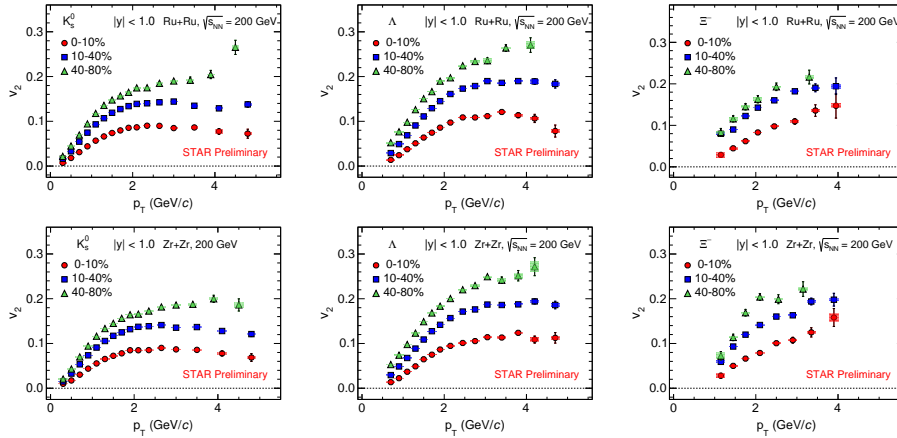 K⁰ₛ |y| < 1.0 Ru+Ru, √sNN = 200 GeV
0-10%
10-40%
40-80%
0.3
0.2
0.1
0.0
v₂
STAR Preliminary
0 2 4
p_T (GeV/c)
Λ |y| < 1.0 Ru+Ru, √sNN = 200 GeV
0-10%
10-40%
40-80%
0.3
0.2
0.1
0.0
v₂
STAR Preliminary
0 2 4
p_T (GeV/c)
Ξ⁻ |y| < 1.0 Ru+Ru, √sNN = 200 GeV
0-10%
10-40%
40-80%
0.3
0.2
0.1
0.0
v₂
STAR Preliminary
0 2 4 6
p_T (GeV/c)
K⁰ₛ |y| < 1.0 Zr+Zr, 200 GeV
0-10%
10-40%
40-80%
0.3
0.2
0.1
0.0
v₂
STAR Preliminary
0 2 4
p_T (GeV/c)
Λ |y| < 1.0 Zr+Zr, √sNN = 200 GeV
0-10%
10-40%
40-80%
0.3
0.2
0.1
0.0
v₂
STAR Preliminary
0 2 4
p_T (GeV/c)
Ξ⁻ |y| < 1.0 Zr+Zr, √sNN = 200 GeV
0-10%
10-40%
40-80%
0.3
0.2
0.1
0.0
v₂
STAR Preliminary
0 2 4 6
p_T (GeV/c)